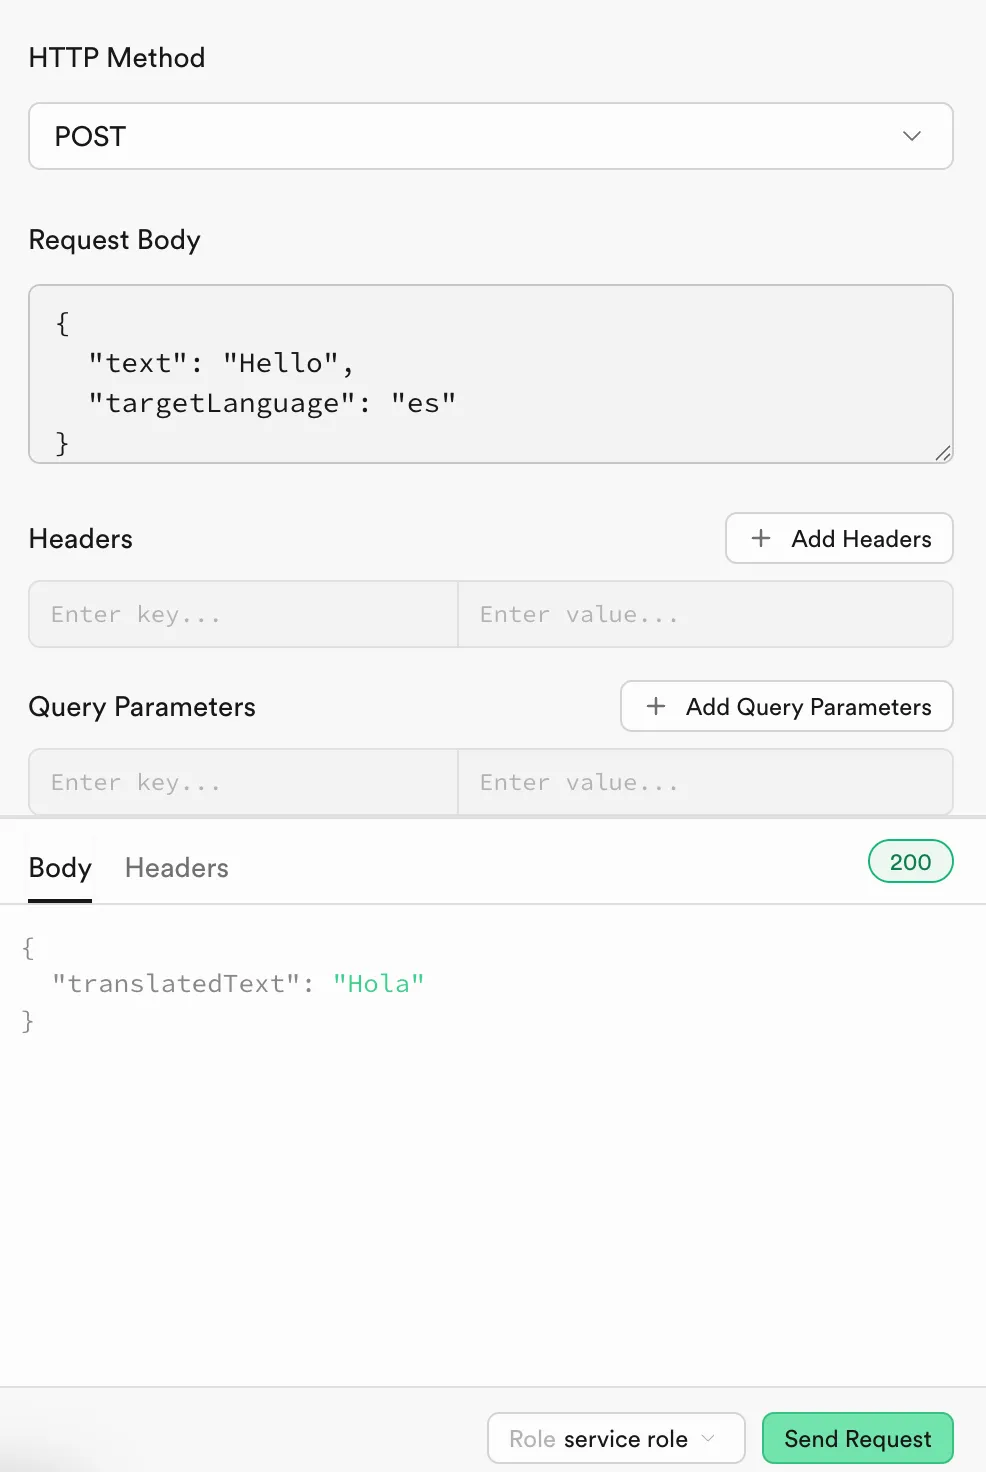 HTTP Method
POST
Request Body
{
  "text": "Hello",
  "targetLanguage": "es"
}
Headers
+ Add Headers
Enter key... Enter value...
Query Parameters
+ Add Query Parameters
Enter key... Enter value...
Body Headers 200
{
  "translatedText": "Hola"
}
Role service role Send Request